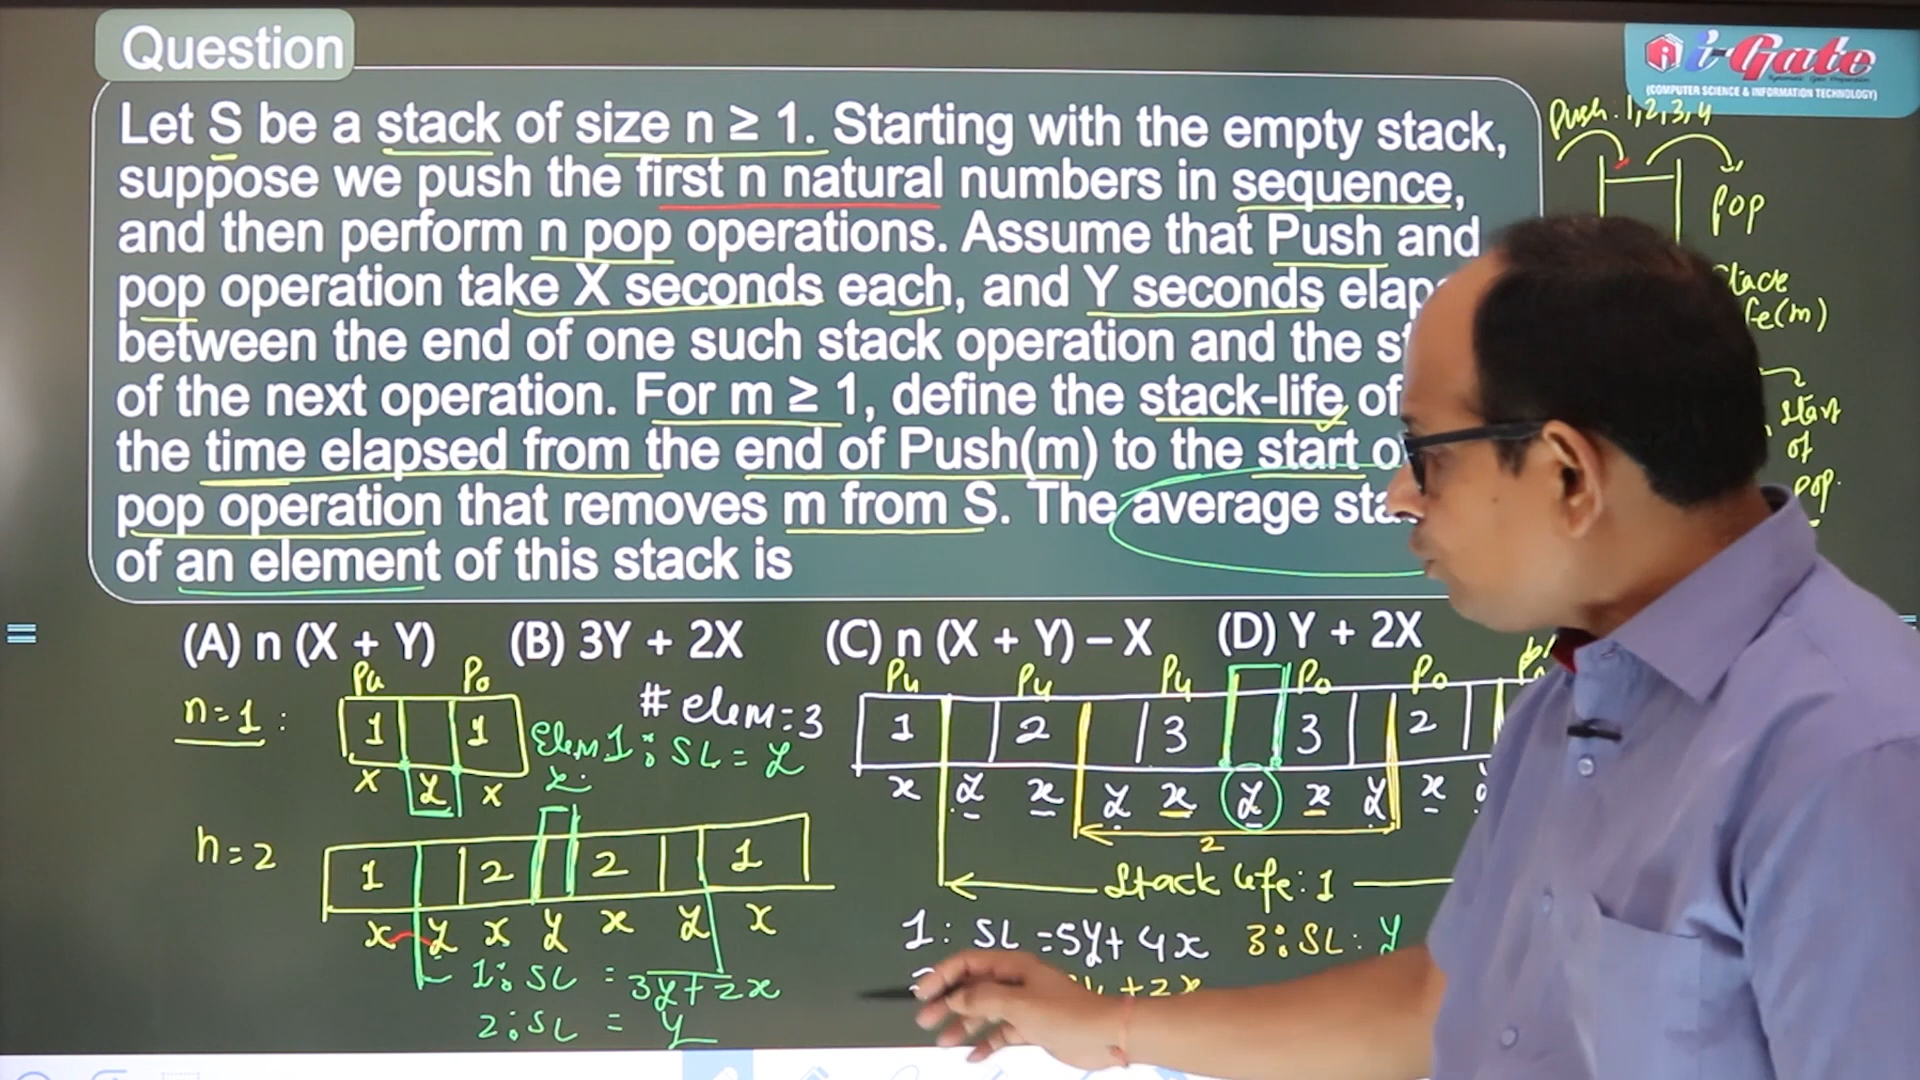 Question
i-Gate
(COMPUTER SCIENCE & INFORMATION TECHNOLOGY)
Let S be a stack of size n ≥ 1. Starting with the empty stack,
suppose we push the first n natural numbers in sequence,
and then perform n pop operations. Assume that Push and
pop operation take X seconds each, and Y seconds
between the end of one such stack operation and the
of the next operation. For m ≥ 1, define the stack-life of
the time elapsed from the end of Push(m) to the start
pop operation that removes m from S. The average
of an element of this stack is
Push: 1,2,3,4
Pop
(m)
Start
of
pop.
(A) n (X + Y) (B) 3Y + 2X (C) n (X + Y) – X (D) Y + 2X
n=1 :
Pu Po
1 1
x y x
Elem 1 : SL = y
# elem=3
Pu Pu Pu Po Po
1 2 3 3 2
x y x y x y x y x y
2
Stack life: 1
n=2
1 2 2 1
x y x y x y x
1: SL = 3y+2x
2: SL = y
1: SL = 5y+4x 3: SL: y
+2x